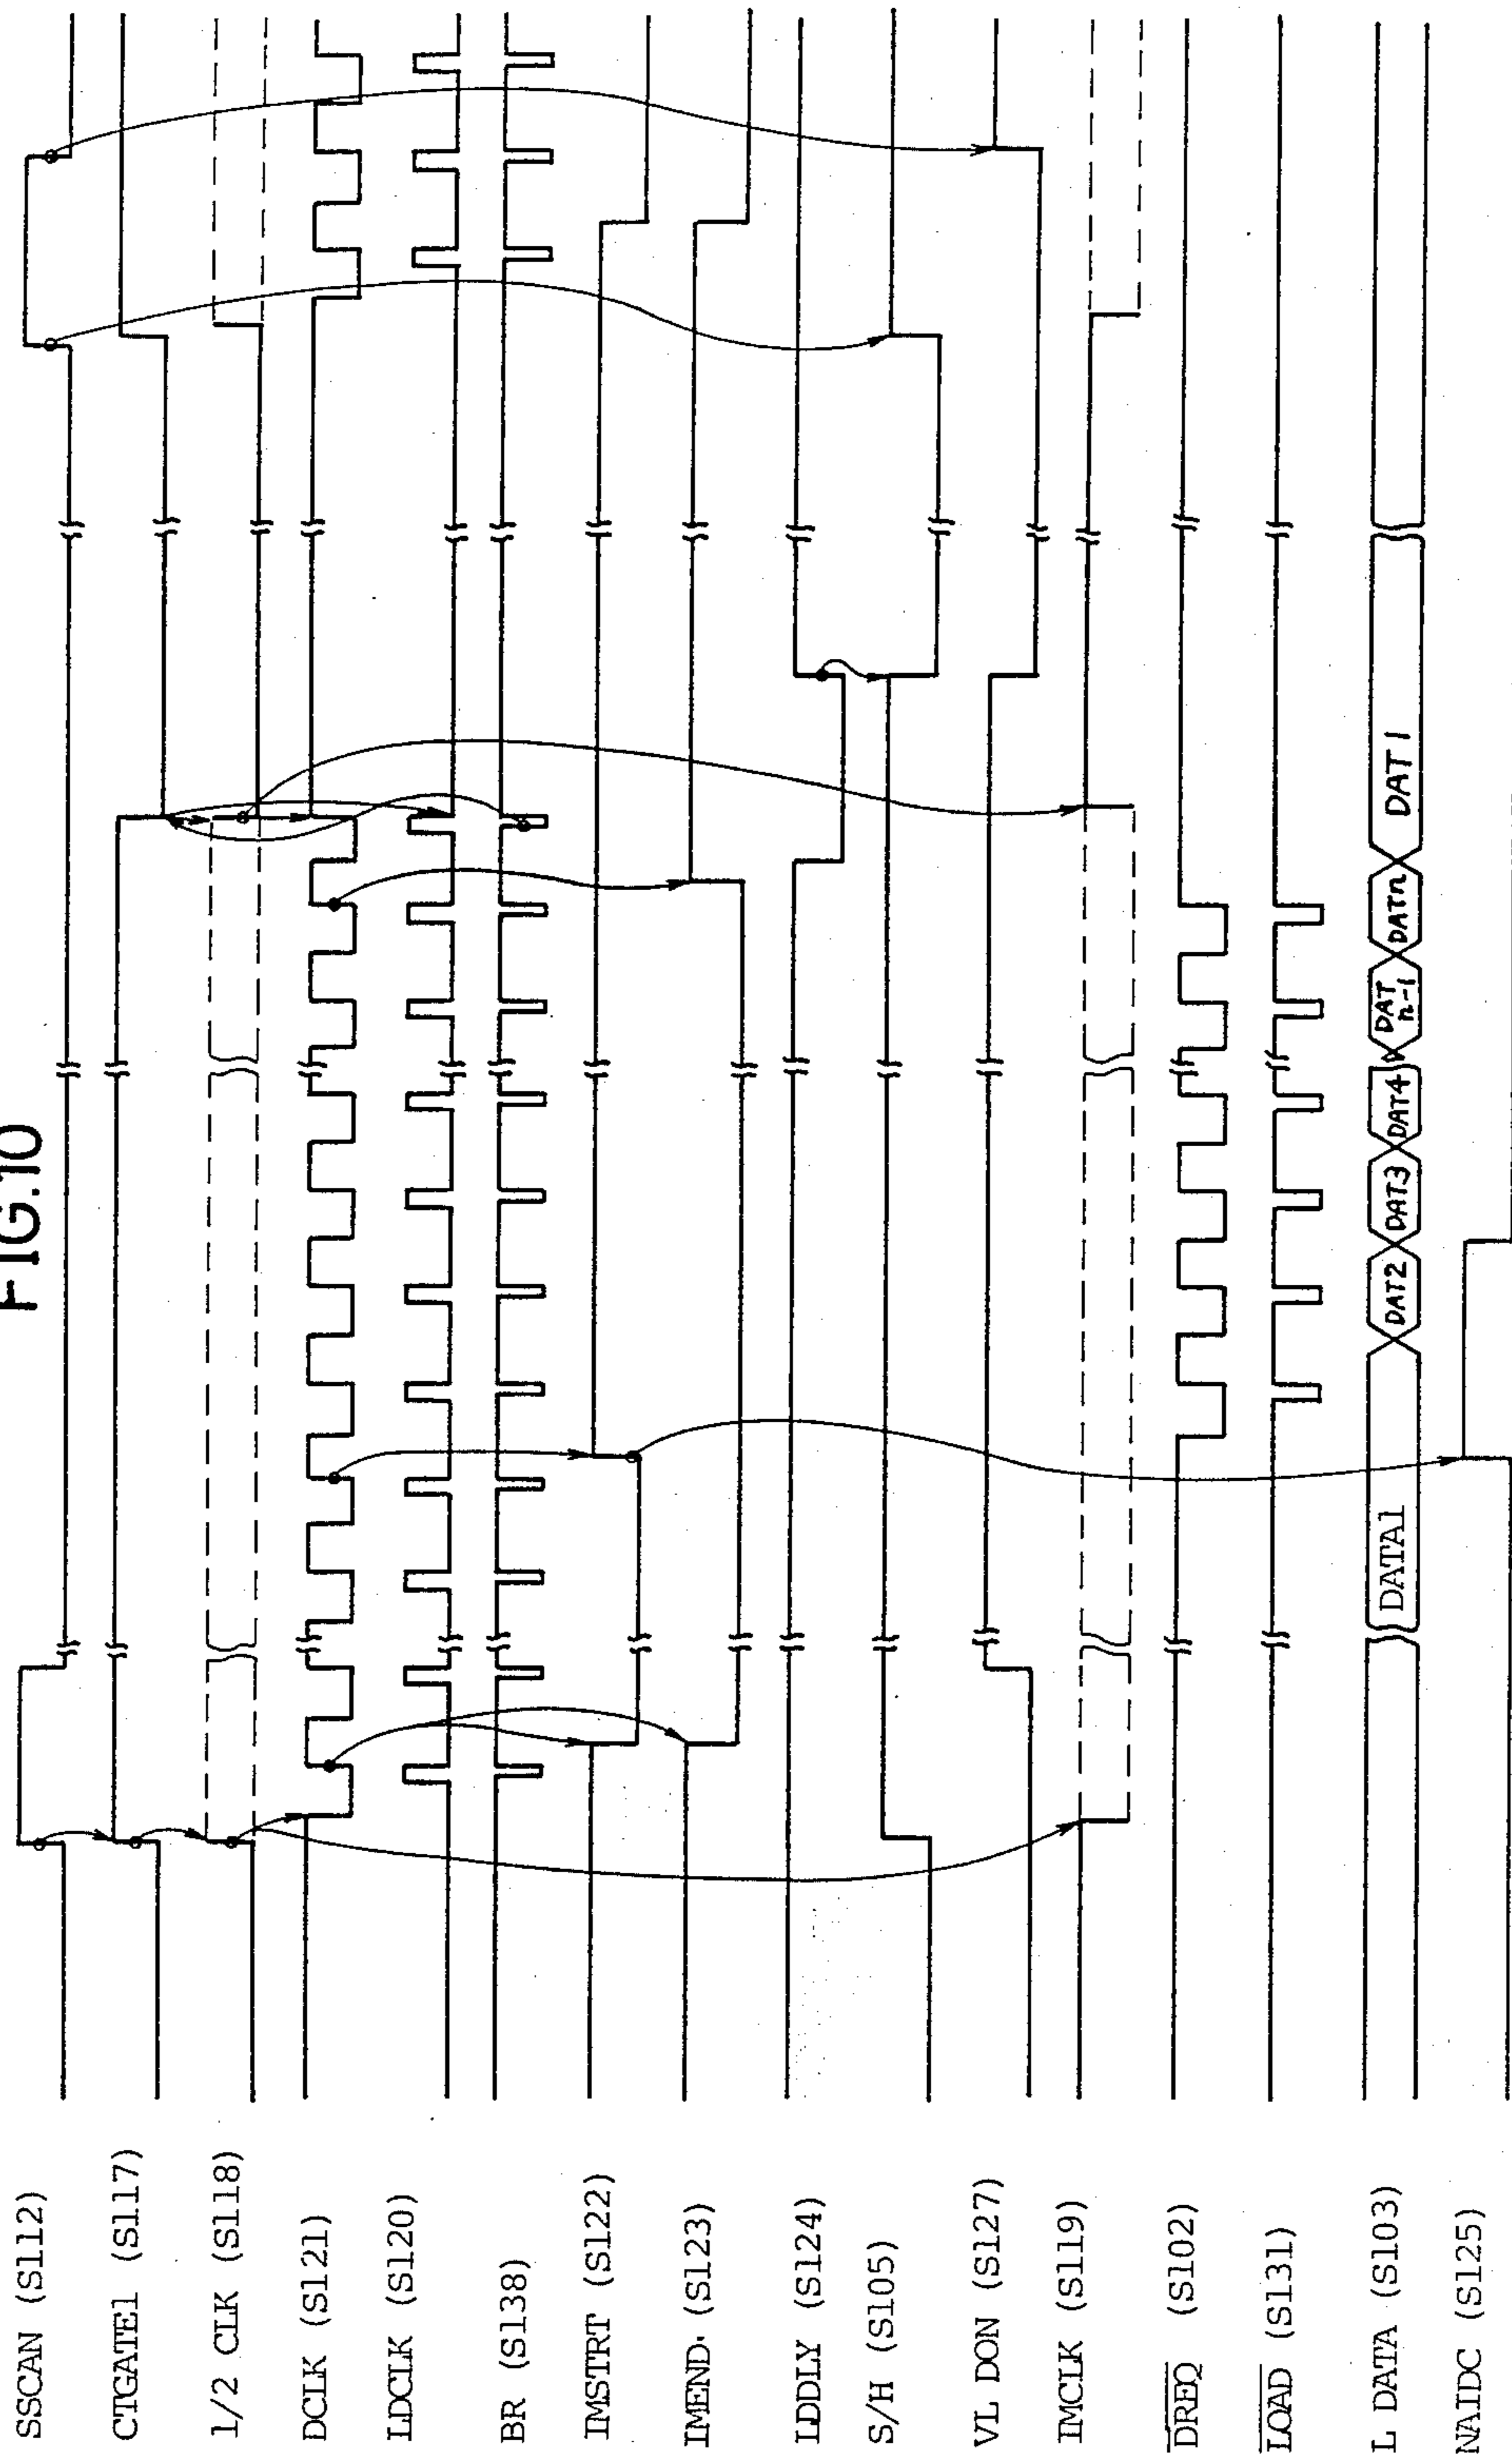 FIG.10
SSCAN (S112)
CTGATE1 (S117)
1/2 CLK (S118)
DCLK (S121)
LDCLK (S120)
BR (S138)
IMSTRT (S122)
IMEND. (S123)
LDDLY (S124)
S/H (S105)
VL DON (S127)
IMCLK (S119)
DREQ (S102)
LOAD (S131)
L DATA (S103)
DATA1
DAT2
DAT3
DAT4
DAT
n-1
DATn
DAT1
NAIDC (S125)